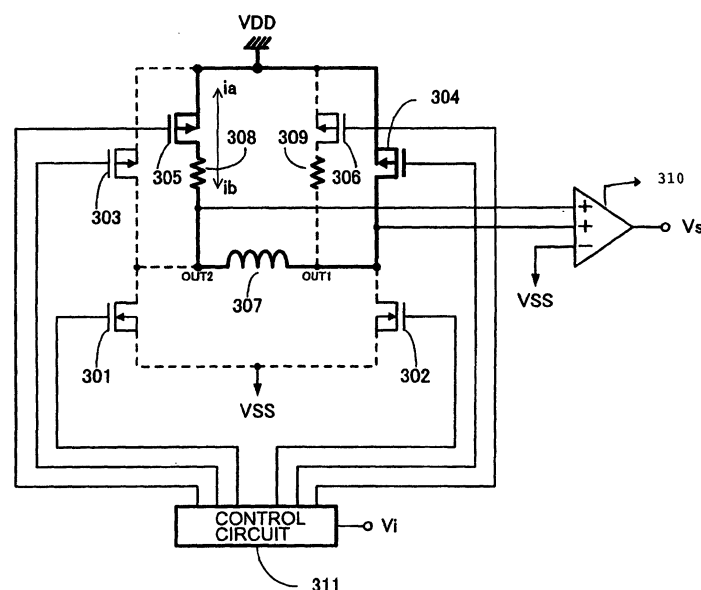 VDD
ia
304
308
309
305
306
303
ib
310
+
+
−
Vs
OUT2
OUT1
307
VSS
301
302
VSS
CONTROL
CIRCUIT
Vi
311